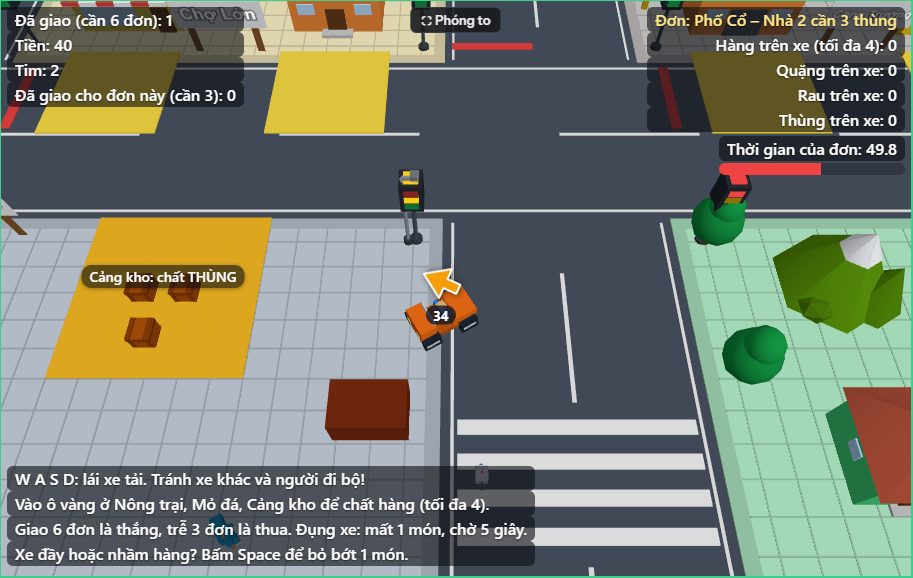 Đã giao (cần 6 đơn): 1
Tiền: 40
Tim: 2
Đã giao cho đơn này (cần 3): 0
Chợ Lớn
Phóng to
Đơn: Phố Cổ – Nhà 2 cần 3 thùng
Hàng trên xe (tối đa 4): 0
Quặng trên xe: 0
Rau trên xe: 0
Thùng trên xe: 0
Thời gian của đơn: 49.8
Cảng kho: chất THÙNG
34
W A S D: lái xe tải. Tránh xe khác và người đi bộ!
Vào ô vàng ở Nông trại, Mỏ đá, Cảng kho để chất hàng (tối đa 4).
Giao 6 đơn là thắng, trễ 3 đơn là thua. Đụng xe: mất 1 món, chờ 5 giây.
Xe đầy hoặc nhầm hàng? Bấm Space để bỏ bớt 1 món.